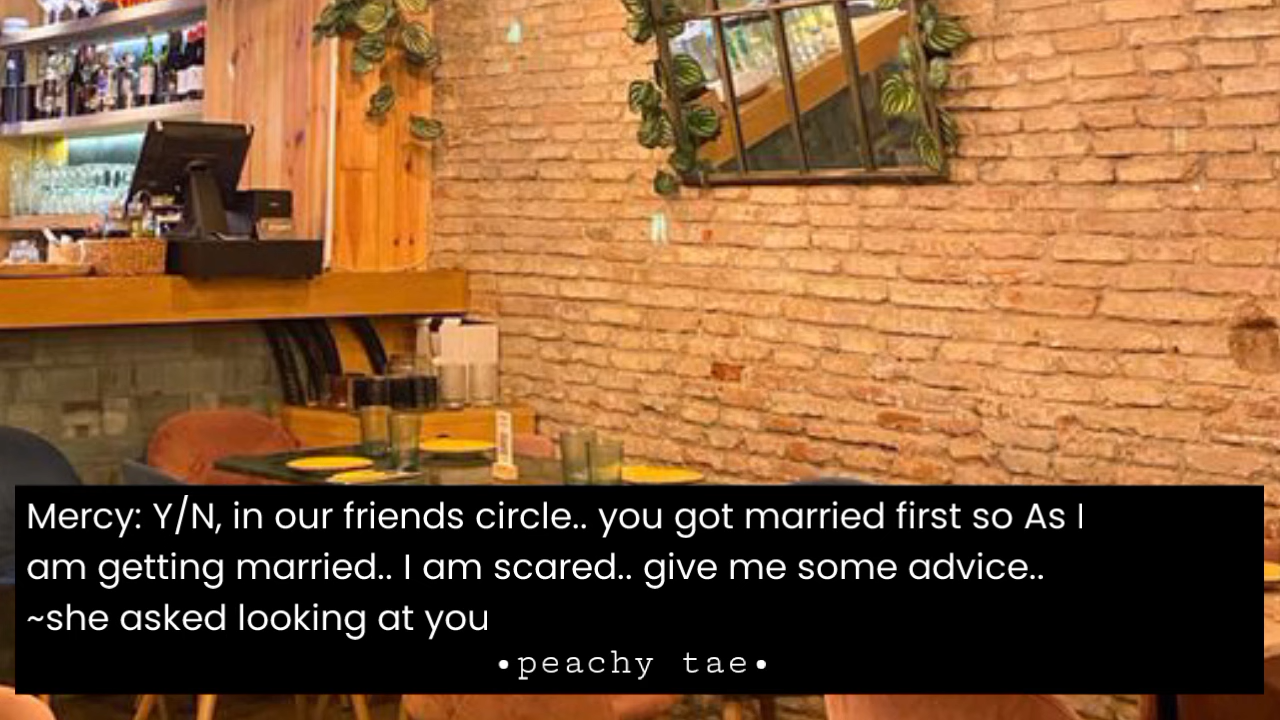 Mercy: Y/N, in our friends circle.. you got married first so As I
am getting married.. I am scared.. give me some advice..
~she asked looking at you
•peachy tae•